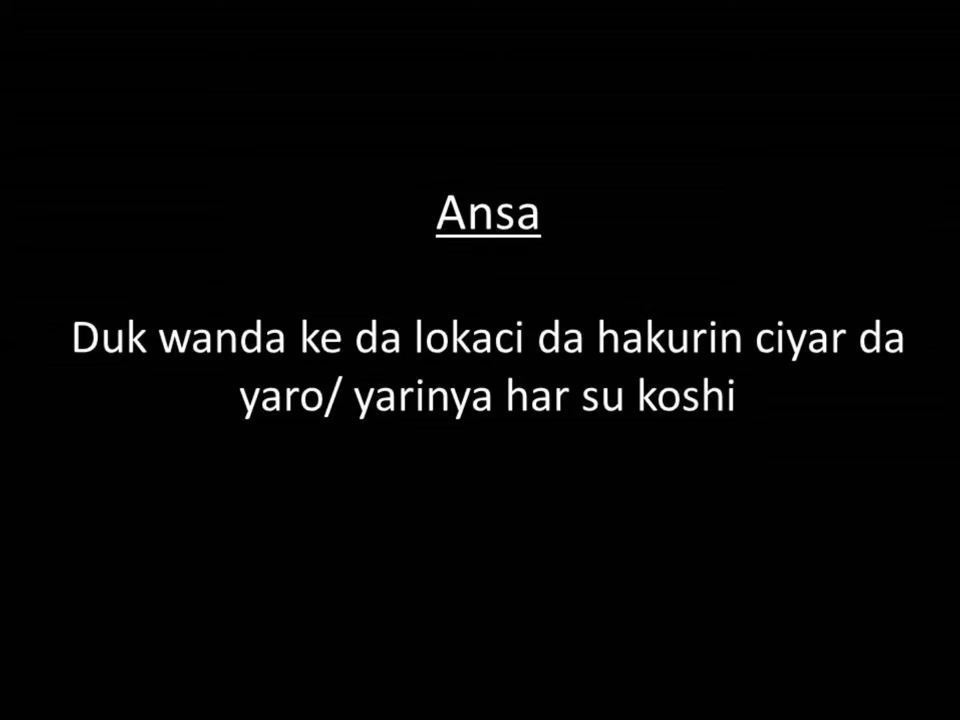 Ansa
Duk wanda ke da lokaci da hakurin ciyar da
yaro/ yarinya har su koshi